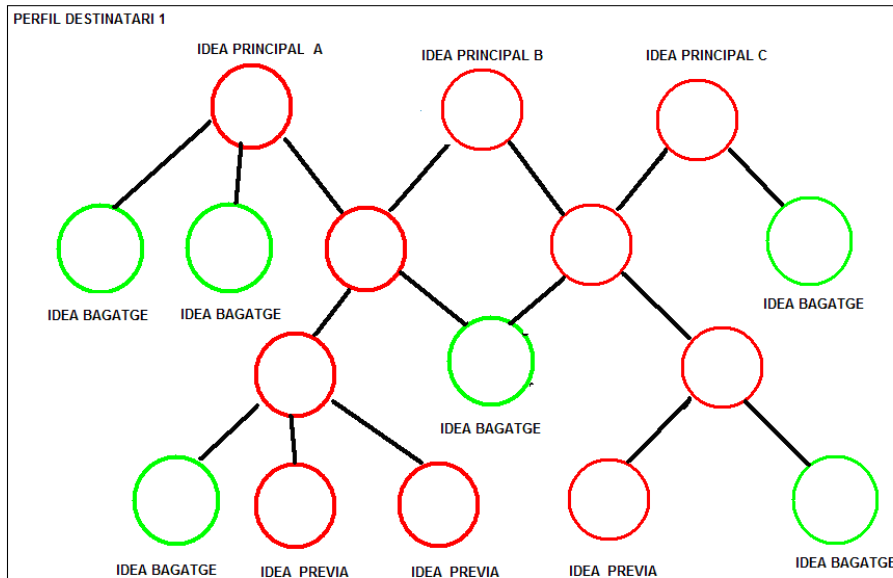 PERFIL DESTINATARI 1
IDEA PRINCIPAL A
IDEA PRINCIPAL B
IDEA PRINCIPAL C
IDEA BAGATGE
IDEA BAGATGE
IDEA BAGATGE
IDEA BAGATGE
IDEA BAGATGE
IDEA PREVIA
IDEA PREVIA
IDEA PREVIA
IDEA BAGATGE